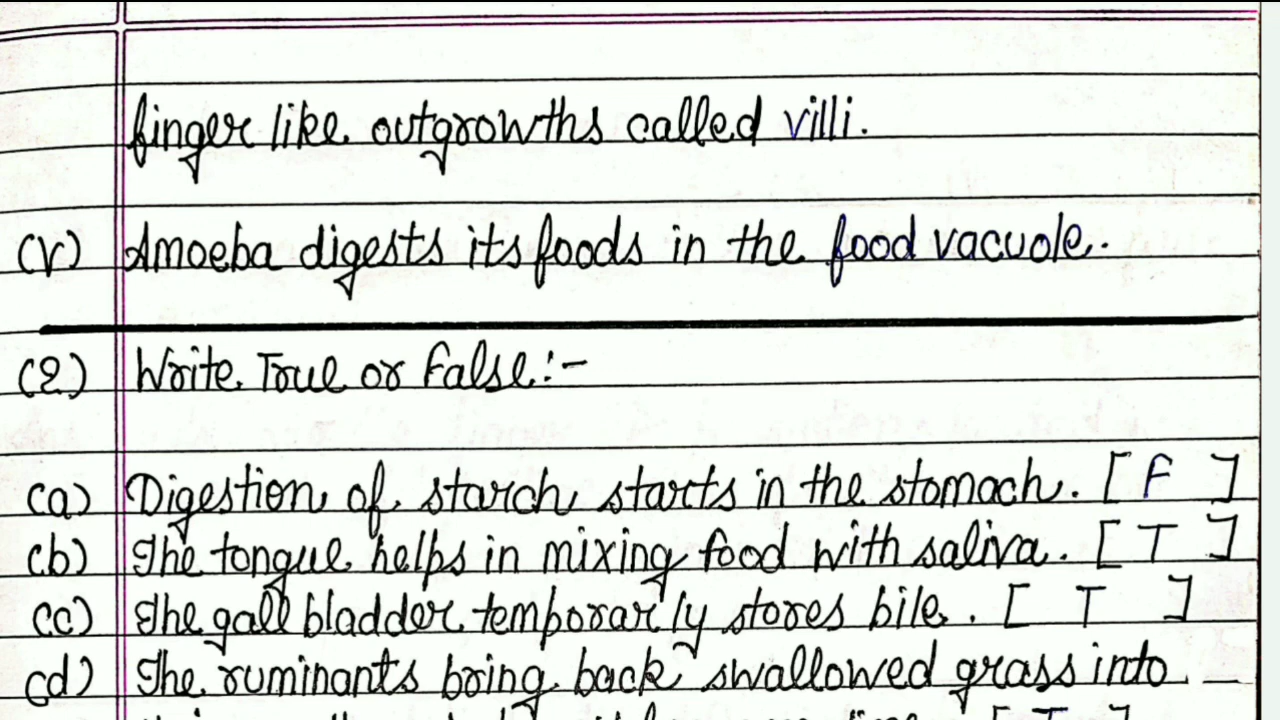 finger like outgrowths called villi.
(V) Amoeba digests its foods in the food vacuole.
(2) Write True or False:-
(a) Digestion of starch starts in the stomach. [ F ]
(b) The tongue helps in mixing food with saliva. [ T ]
(c) The gall bladder temporarily stores bile. [ T ]
(d) The ruminants bring back swallowed grass into
[ T ]